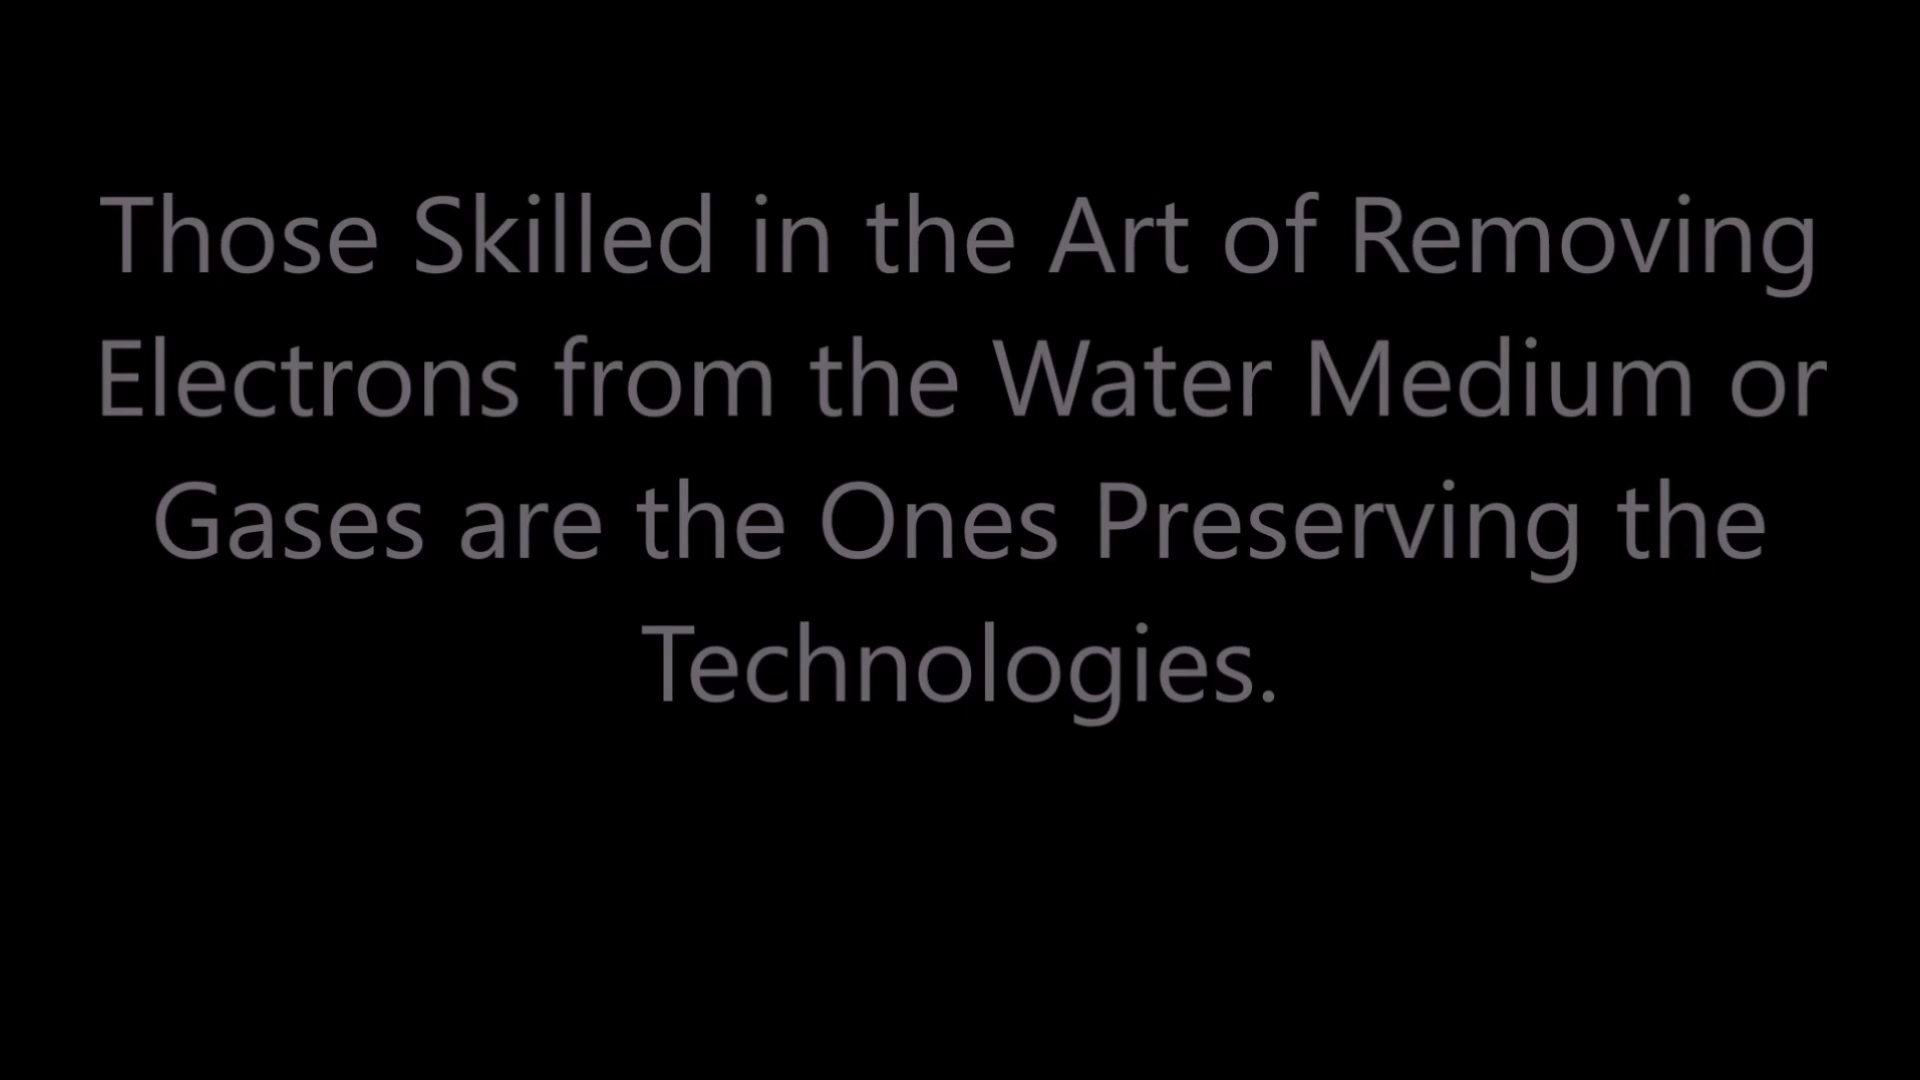 Those Skilled in the Art of Removing
Electrons from the Water Medium or
Gases are the Ones Preserving the
Technologies.